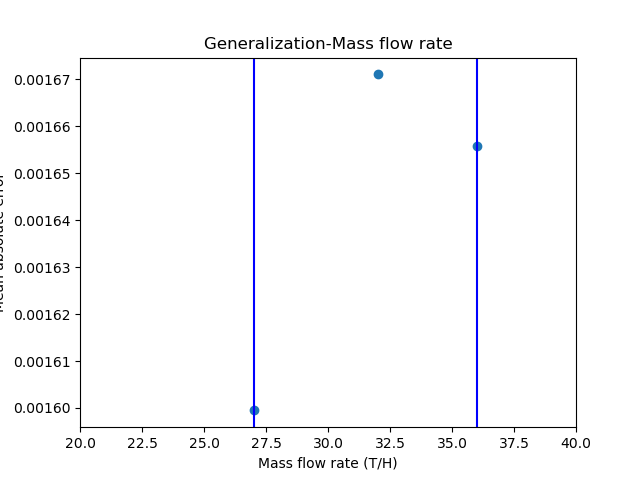 Generalization-Mass flow rate
0.00167
0.00166
0.00165
0.00164
0.00163
0.00162
0.00161
0.00160
Mean absolute error
20.0 22.5 25.0 27.5 30.0 32.5 35.0 37.5 40.0
Mass flow rate (T/H)